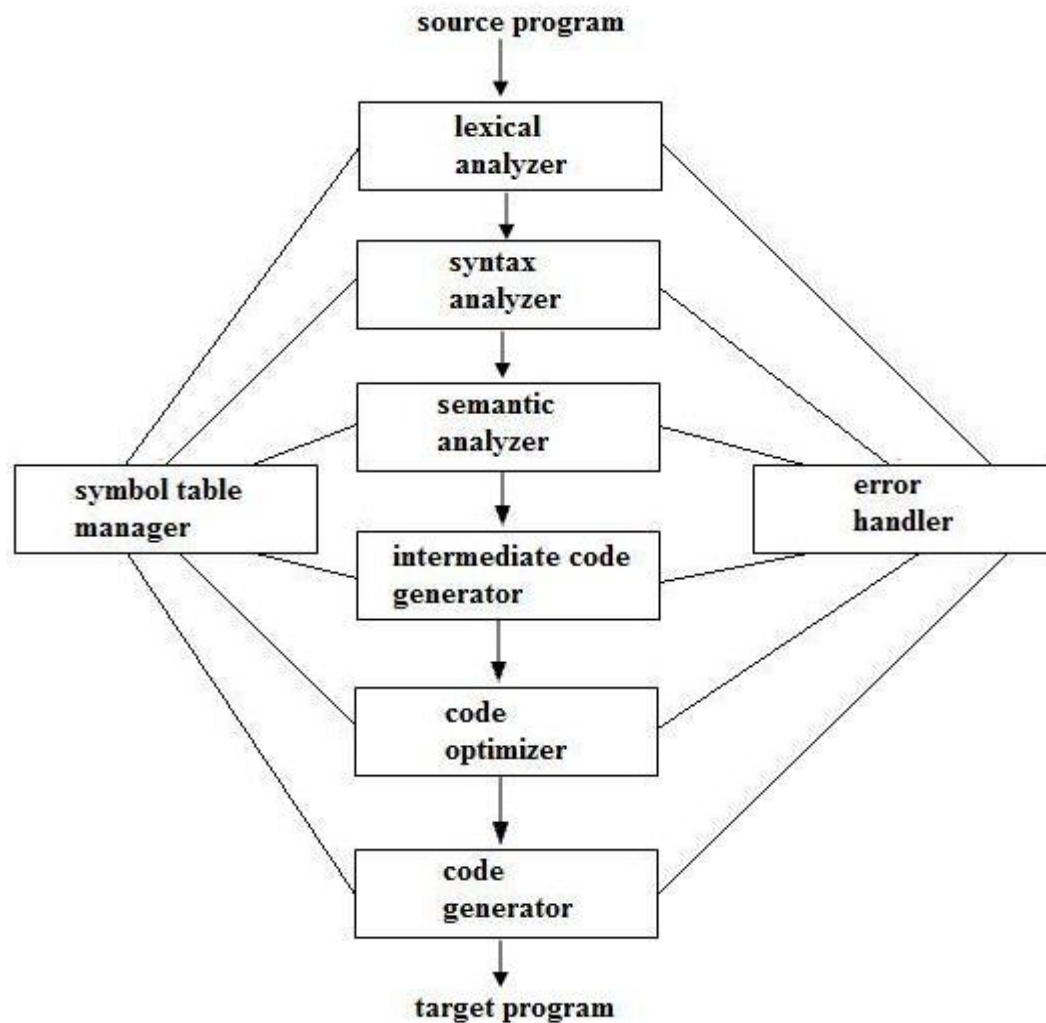 source program
lexical
analyzer
syntax
analyzer
semantic
analyzer
symbol table
manager
error
handler
intermediate code
generator
code
optimizer
code
generator
target program